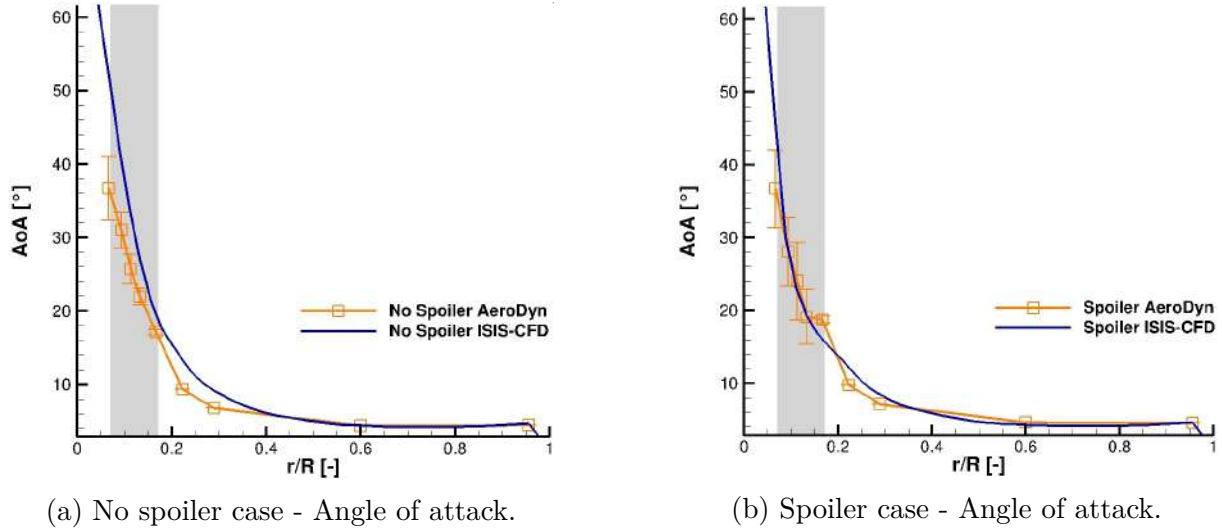 60
50
40
30
20
10
0
0.2
0.4
0.6
0.8
1
AoA [°]
r/R [-]
No Spoiler AeroDyn
No Spoiler ISIS-CFD
(a) No spoiler case - Angle of attack.
60
50
40
30
20
10
0
0.2
0.4
0.6
0.8
1
AoA [°]
r/R [-]
Spoiler AeroDyn
Spoiler ISIS-CFD
(b) Spoiler case - Angle of attack.